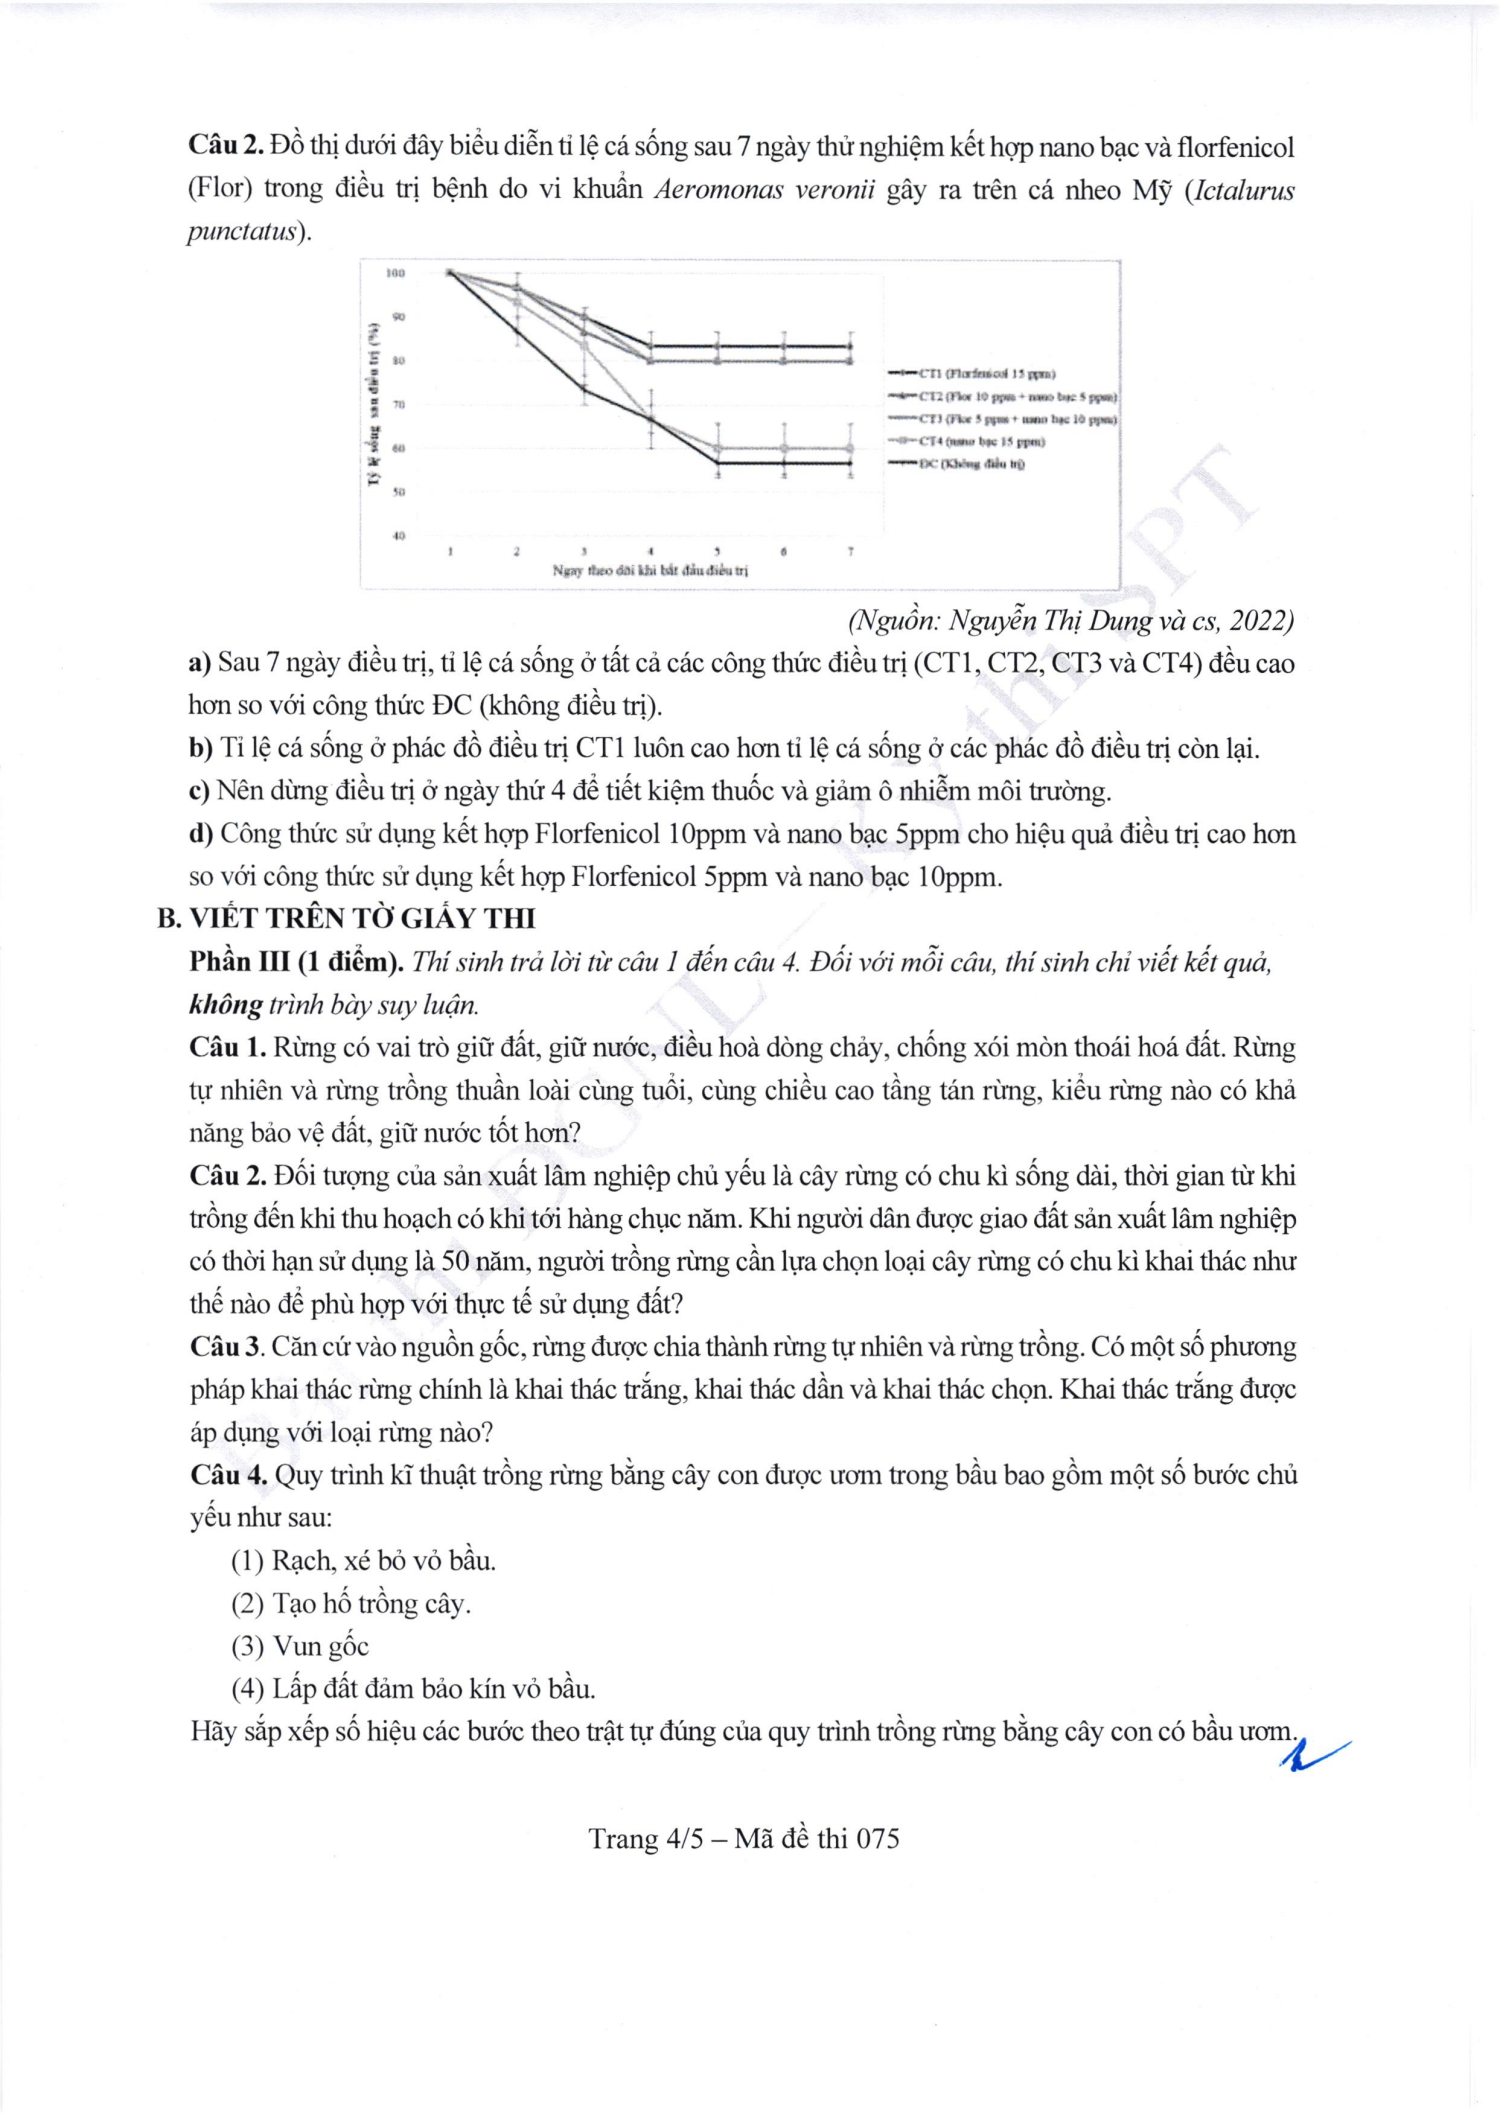 Câu 2. Đồ thị dưới đây biểu diễn tỉ lệ cá sống sau 7 ngày thử nghiệm kết hợp nano bạc và florfenicol
(Flor) trong điều trị bệnh do vi khuẩn Aeromonas veronii gây ra trên cá nheo Mỹ (Ictalurus
punctatus).
Tỷ lệ sống sau điều trị (%)
100
90
80
70
60
50
40
1 2 3 4 5 6 7
Ngay theo dõi khi bắt đầu điều trị
CT1 (Florfenicol 15 ppm)
CT2 (Flor 10 ppm + nano bạc 5 ppm)
CT3 (Flor 5 ppm + nano bạc 10 ppm)
CT4 (nano bạc 15 ppm)
ĐC (Không điều trị)
(Nguồn: Nguyễn Thị Dung và cs, 2022)
a) Sau 7 ngày điều trị, tỉ lệ cá sống ở tất cả các công thức điều trị (CT1, CT2, CT3 và CT4) đều cao
hơn so với công thức ĐC (không điều trị).
b) Tỉ lệ cá sống ở phác đồ điều trị CT1 luôn cao hơn tỉ lệ cá sống ở các phác đồ điều trị còn lại.
c) Nên dừng điều trị ở ngày thứ 4 để tiết kiệm thuốc và giảm ô nhiễm môi trường.
d) Công thức sử dụng kết hợp Florfenicol 10ppm và nano bạc 5ppm cho hiệu quả điều trị cao hơn
so với công thức sử dụng kết hợp Florfenicol 5ppm và nano bạc 10ppm.
B. VIẾT TRÊN TỜ GIẤY THI
Phần III (1 điểm). Thí sinh trả lời từ câu 1 đến câu 4. Đối với mỗi câu, thí sinh chỉ viết kết quả,
không trình bày suy luận.
Câu 1. Rừng có vai trò giữ đất, giữ nước, điều hoà dòng chảy, chống xói mòn thoái hoá đất. Rừng
tự nhiên và rừng trồng thuần loài cùng tuổi, cùng chiều cao tầng tán rừng, kiểu rừng nào có khả
năng bảo vệ đất, giữ nước tốt hơn?
Câu 2. Đối tượng của sản xuất lâm nghiệp chủ yếu là cây rừng có chu kì sống dài, thời gian từ khi
trồng đến khi thu hoạch có khi tới hàng chục năm. Khi người dân được giao đất sản xuất lâm nghiệp
có thời hạn sử dụng là 50 năm, người trồng rừng cần lựa chọn loại cây rừng có chu kì khai thác như
thế nào để phù hợp với thực tế sử dụng đất?
Câu 3. Căn cứ vào nguồn gốc, rừng được chia thành rừng tự nhiên và rừng trồng. Có một số phương
pháp khai thác rừng chính là khai thác trắng, khai thác dần và khai thác chọn. Khai thác trắng được
áp dụng với loại rừng nào?
Câu 4. Quy trình kĩ thuật trồng rừng bằng cây con được ươm trong bầu bao gồm một số bước chủ
yếu như sau:
(1) Rạch, xé bỏ vỏ bầu.
(2) Tạo hố trồng cây.
(3) Vun gốc
(4) Lấp đất đảm bảo kín vỏ bầu.
Hãy sắp xếp số hiệu các bước theo trật tự đúng của quy trình trồng rừng bằng cây con có bầu ươm.
Trang 4/5 – Mã đề thi 075